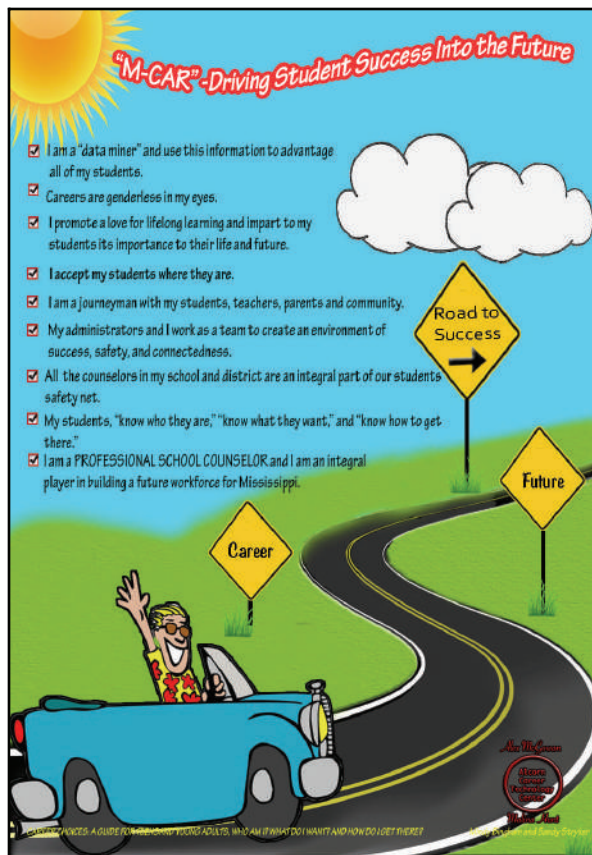 "M-CAR"-Driving Student Success Into the Future
I am a "data miner" and use this information to advantage
all of my students.
Careers are genderless in my eyes.
I promote a love for lifelong learning and impart to my
students its importance to their life and future.
I accept my students where they are.
I am a journeyman with my students, teachers, parents and community.
My administrators and I work as a team to create an environment of
success, safety, and connectedness.
All the counselors in my school and district are an integral part of our students
safety net.
My students, "know who they are," "know what they want," and "know how to get
there."
I am a PROFESSIONAL SCHOOL COUNSELOR and I am an integral
player in building a future workforce for Mississippi.
Road to
Success
Future
Career
Alcorn
Career
Technology
Center
CAREER CHOICES: A GUIDE FOR TEENS AND YOUNG ADULTS, WHO AM I? WHAT DO I WANT? AND HOW DO I GET THERE?
Bingham and Sandy Stryker